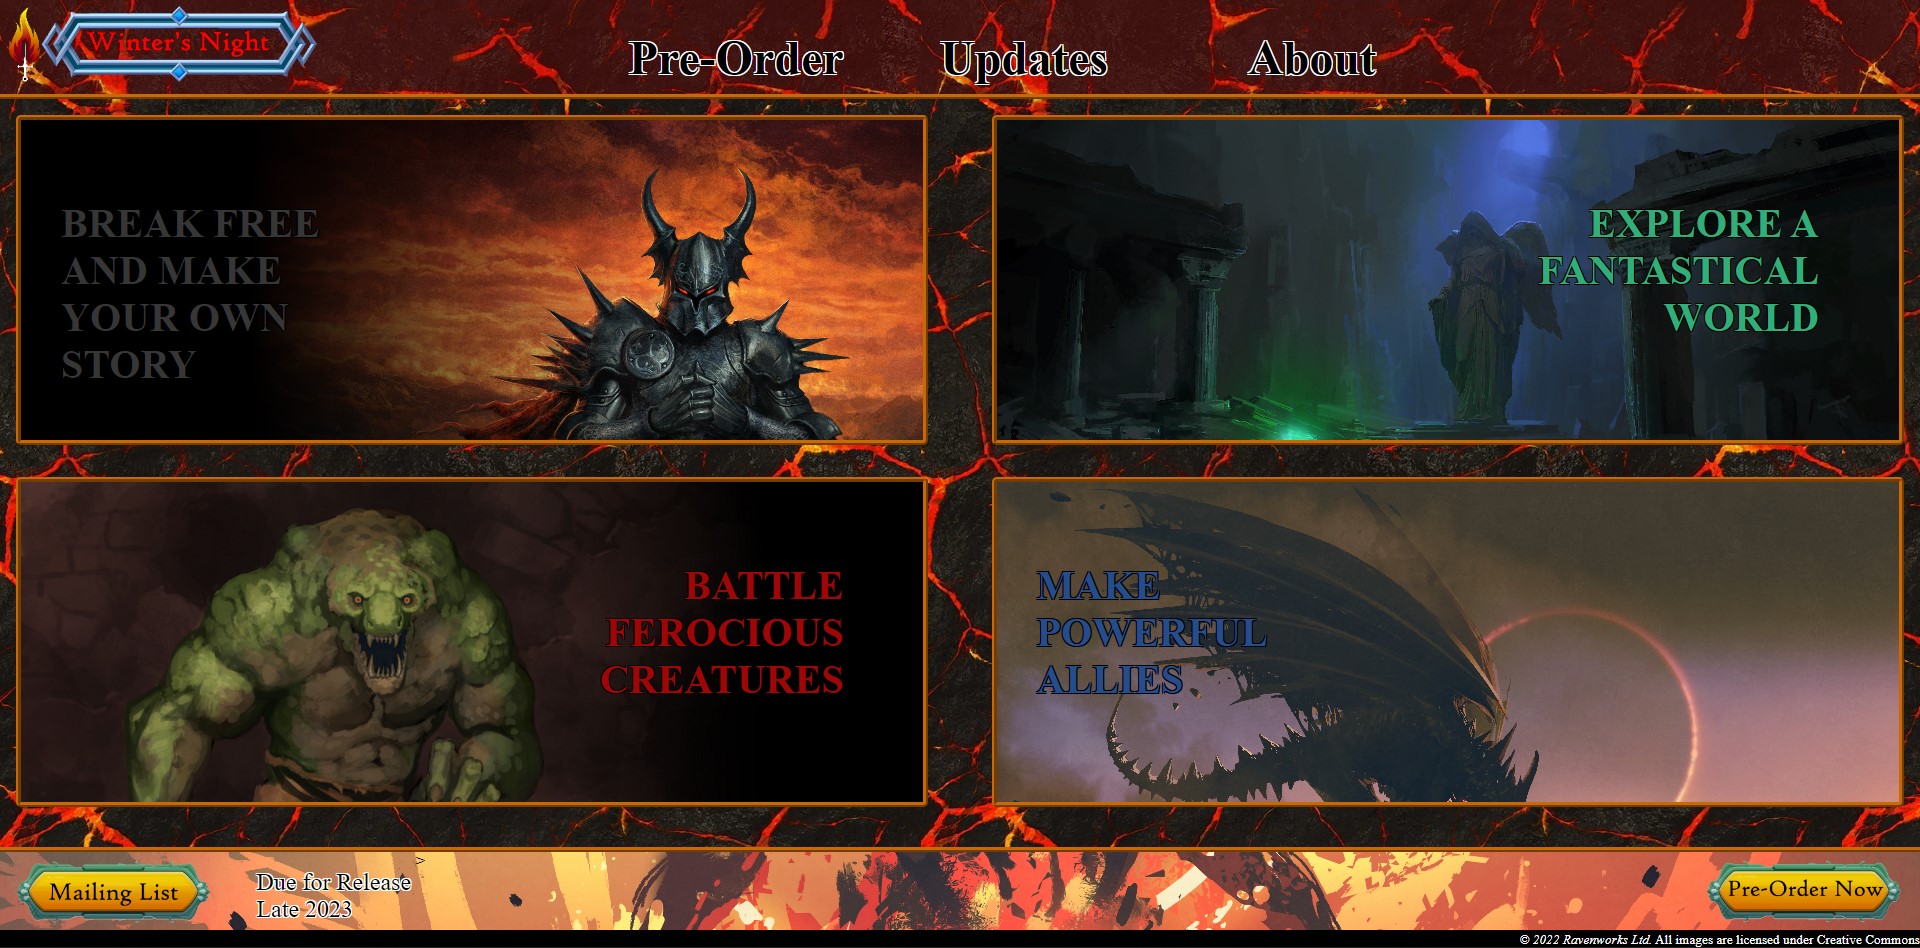 Winter's Night
Pre-Order
Updates
About
BREAK FREE
AND MAKE
YOUR OWN
STORY
EXPLORE A
FANTASTICAL
WORLD
BATTLE
FEROCIOUS
CREATURES
MAKE
POWERFUL
ALLIES
>
Mailing List
Due for Release
Late 2023
Pre-Order Now
© 2022 Ravenworks Ltd. All images are licensed under Creative Commons